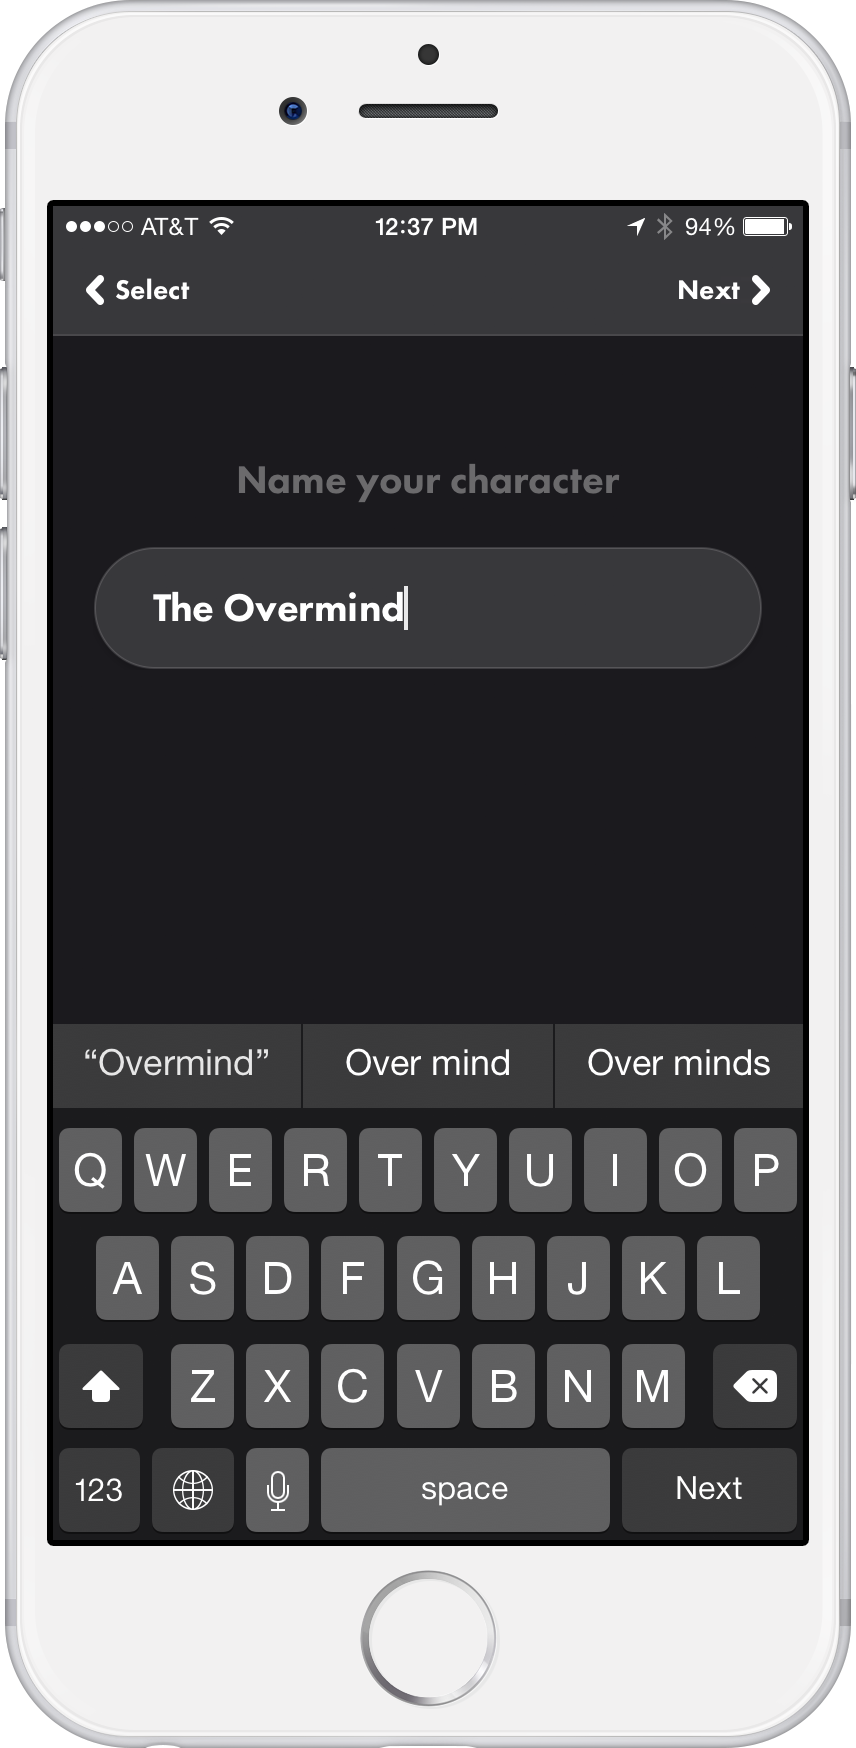 AT&T 12:37 PM 94%
Select Next
Name your character
The Overmind
“Overmind” Over mind Over minds
Q W E R T Y U I O P
A S D F G H J K L
Z X C V B N M
123 space Next